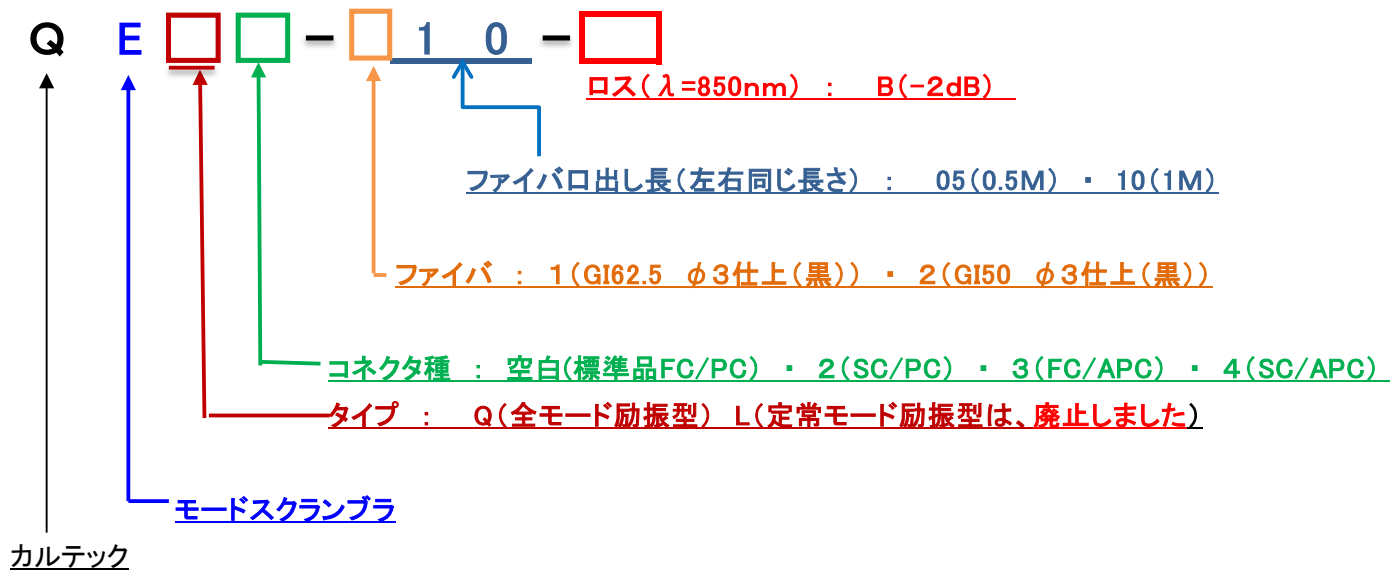 Q E - 1 0 -
ロス(λ=850nm) : B(-2dB)
ファイバ口出し長(左右同じ長さ) : 05(0.5M) ・ 10(1M)
ファイバ : 1(GI62.5 φ3仕上(黒)) ・ 2(GI50 φ3仕上(黒))
コネクタ種 : 空白(標準品FC/PC) ・ 2(SC/PC) ・ 3(FC/APC) ・ 4(SC/APC)
タイプ : Q(全モード励振型) L(定常モード励振型は、廃止しました)
モードスクランブラ
カルテック